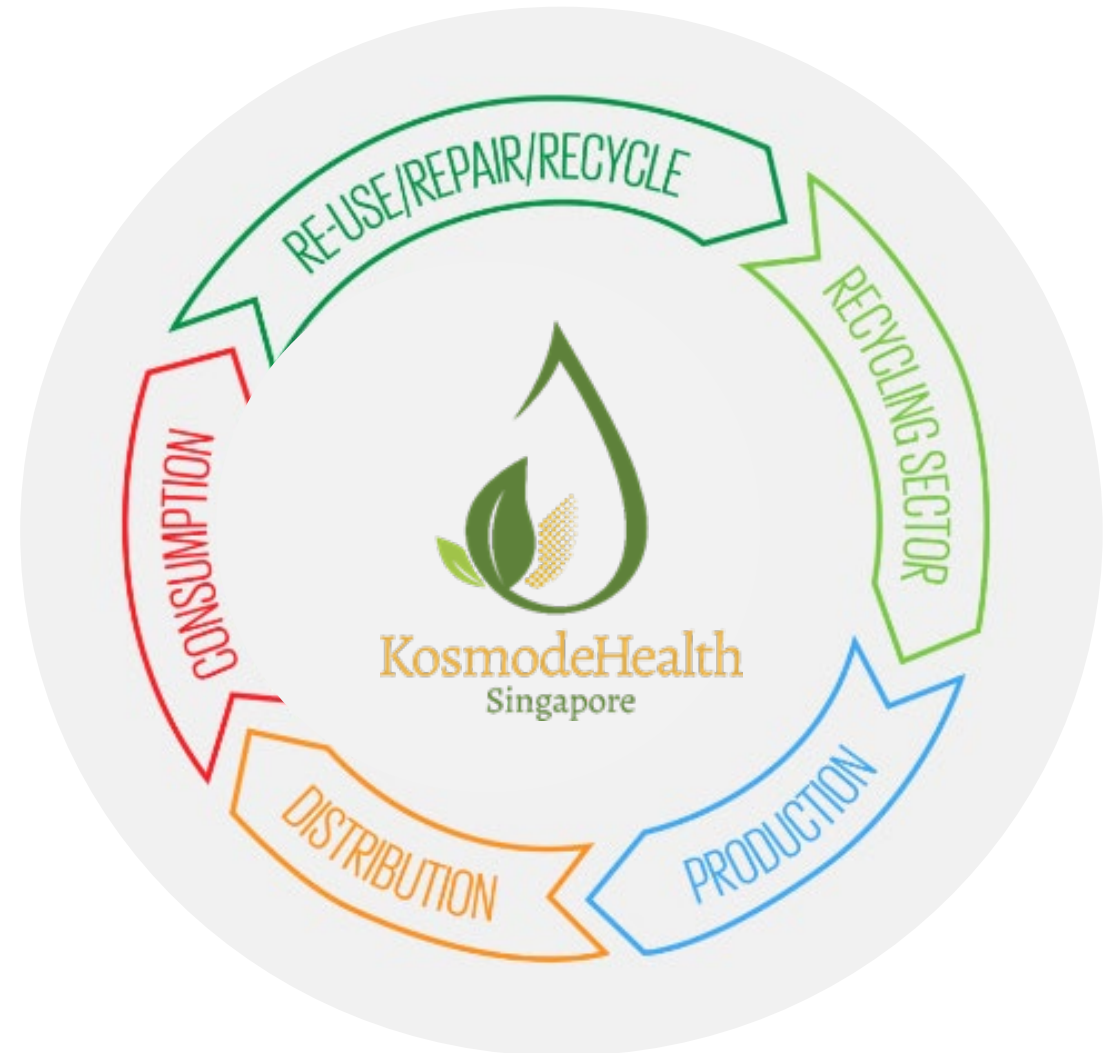 RE-USE/REPAIR/RECYCLE
RECYCLING SECTOR
PRODUCTION
DISTRIBUTION
CONSUMPTION
KosmodeHealth
Singapore